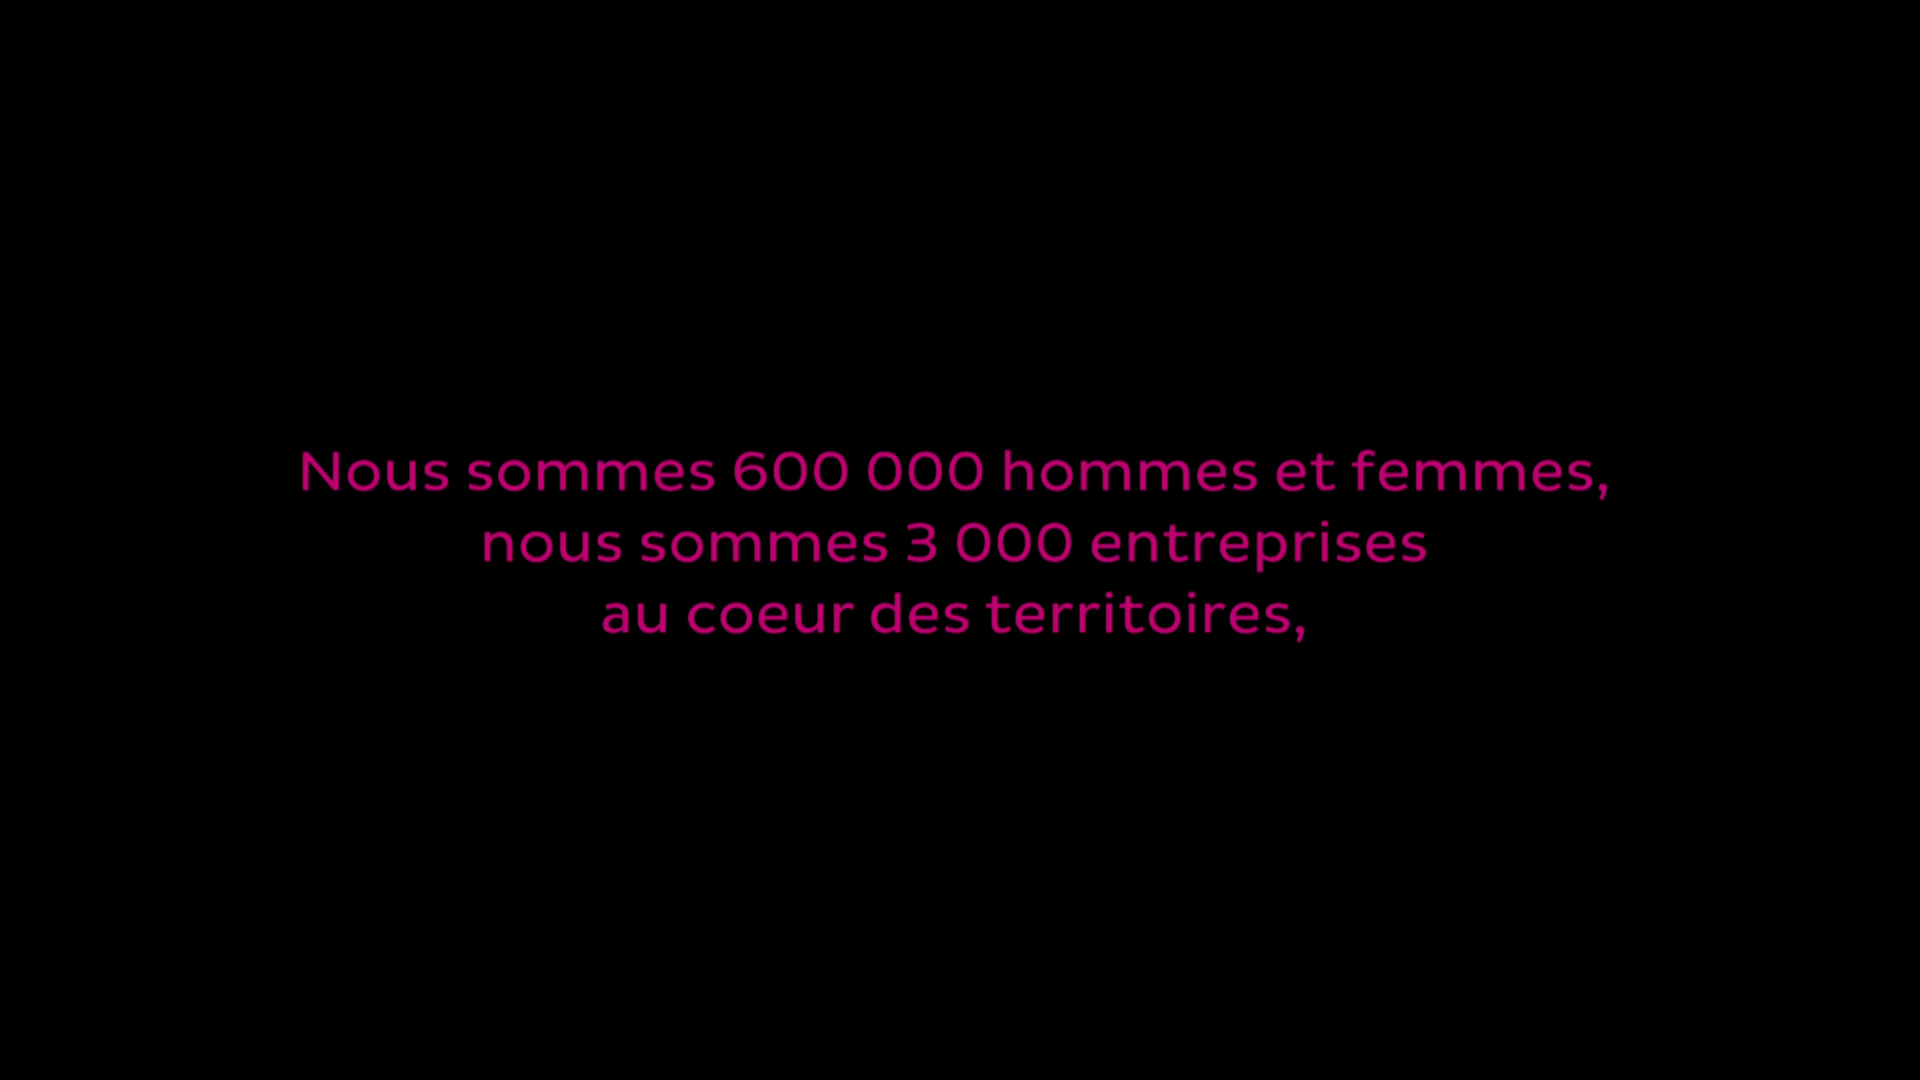 Nous sommes 600 000 hommes et femmes,
nous sommes 3 000 entreprises
au coeur des territoires,